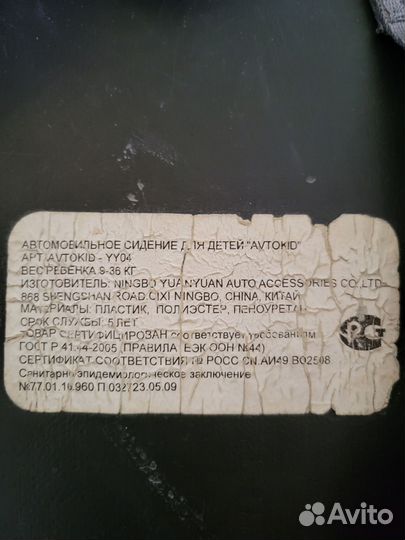 АВТОМОБИЛЬНОЕ СИДЕНИЕ ДЛЯ ДЕТЕЙ "AVTOKID"
АРТ.AVTOKID - YY04
ВЕС РЕБЕНКА 9-36 КГ
ИЗГОТОВИТЕЛЬ: NINGBO YUANYUAN AUTO ACCESSORIES CO.,LTD
868 SHENGSHAN ROAD,CIXI NINGBO, CHINA, КИТАЙ
МАТЕРИАЛЫ: ПЛАСТИК, ПОЛИЭСТЕР, ПЕНОУРЕТАН
СРОК СЛУЖБЫ: 5 ЛЕТ
ТОВАР СЕРТИФИЦИРОВАН соответствует требованиям
ГОСТ Р 41.44-2005 (ПРАВИЛА ЕЭК ООН №44)
СЕРТИФИКАТ СООТВЕТСТВИЯ № РОСС CN.АИ49.В02508
Санитарно-эпидемиологическое заключение
№77.01.16.960 П.032723.05.09
РСТ
Avito